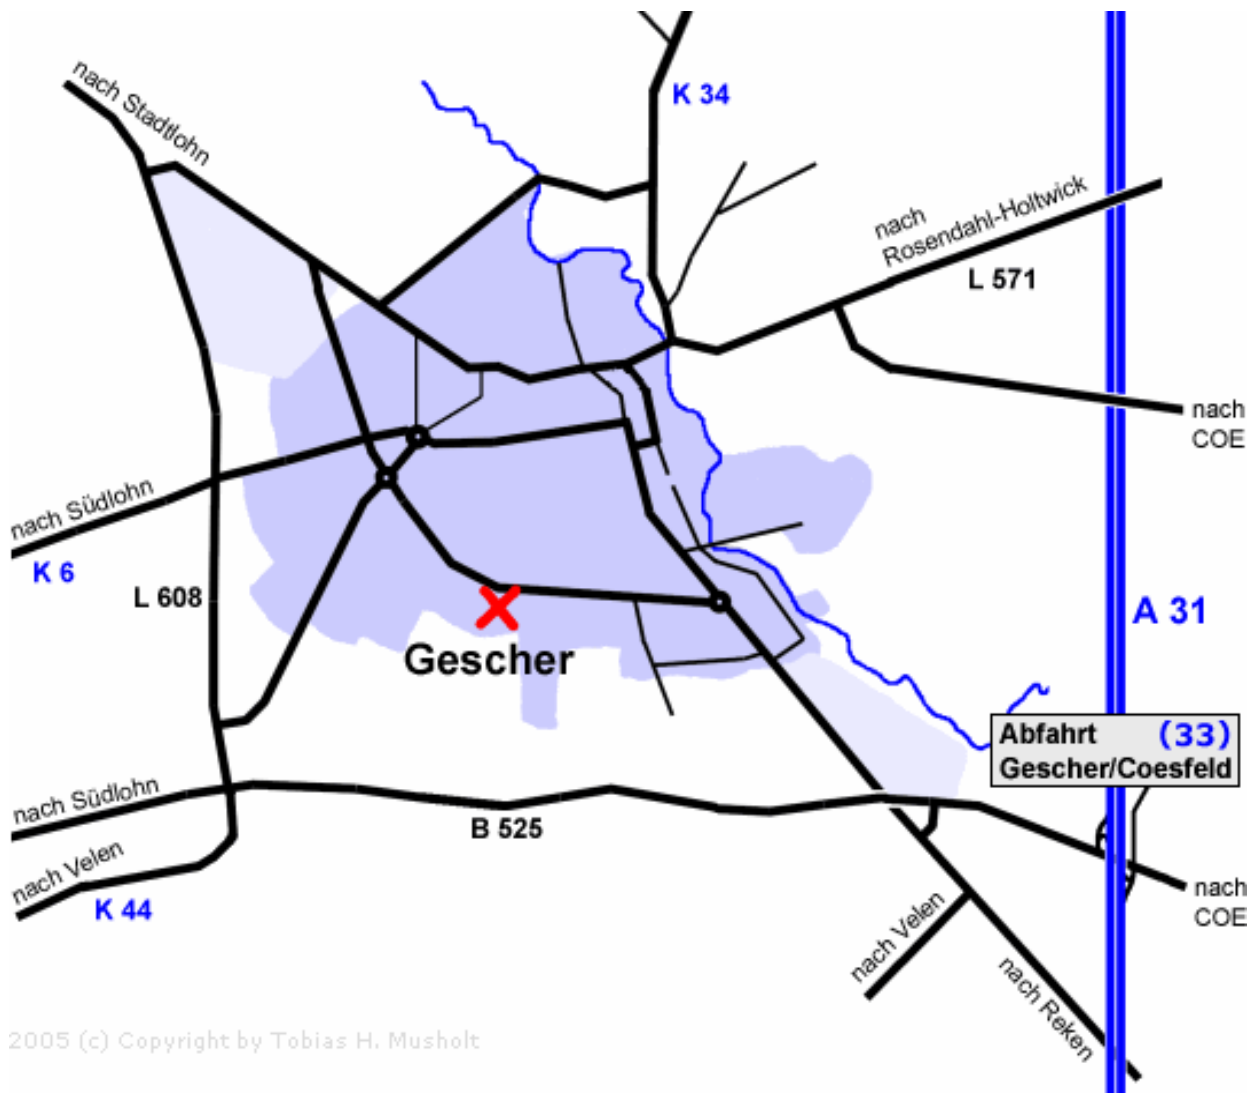 nach Stadtlohn
K 34
nach
Rosendahl-Holtwick
L 571
nach
COE
nach Südlohn
K 6
L 608
A 31
Gescher
Abfahrt (33)
Gescher/Coesfeld
nach Südlohn
B 525
nach Velen
K 44
nach
COE
nach Velen
nach Reken
2005 (c) Copyright by Tobias H. Musholt